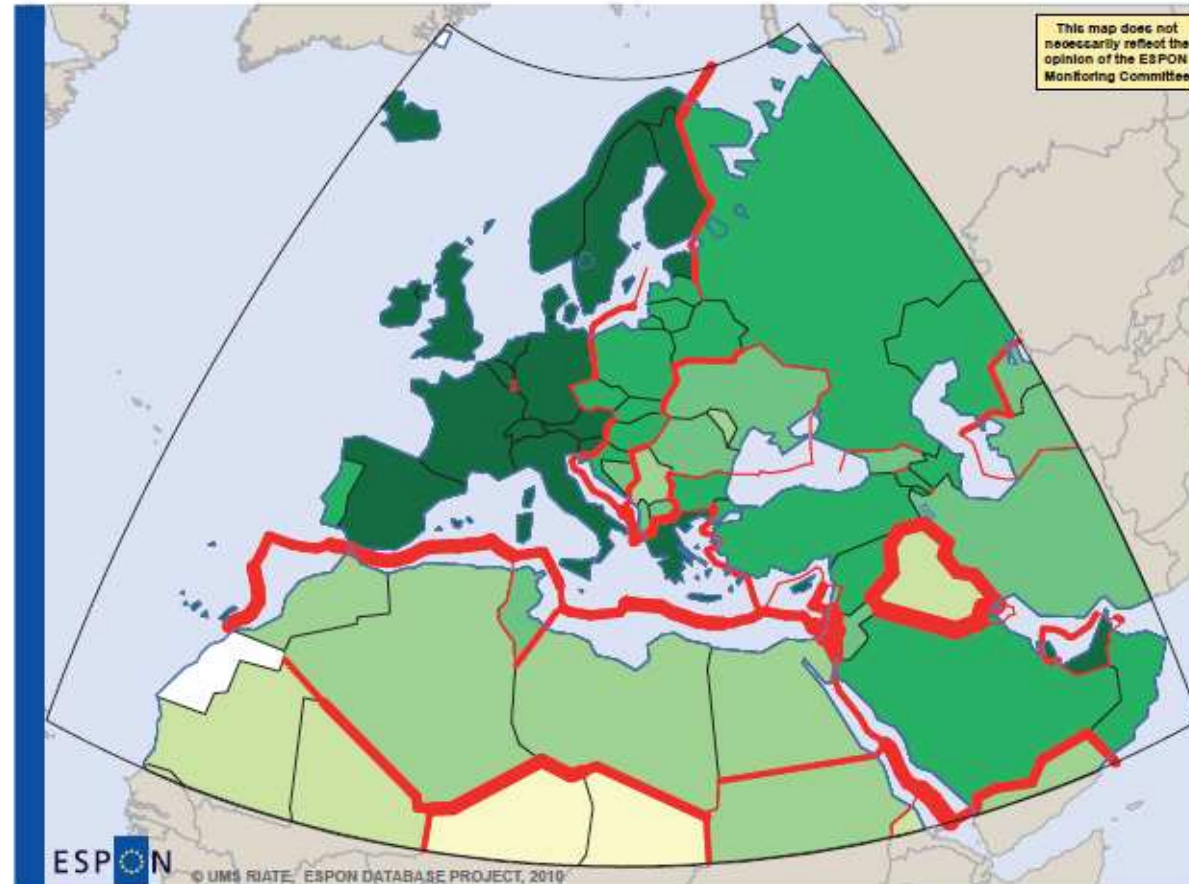 This map does not
necessarily reflect the
opinion of the ESPON
Monitoring Committee
ESPON
© UMS RIATE, ESPON DATABASE PROJECT, 2010